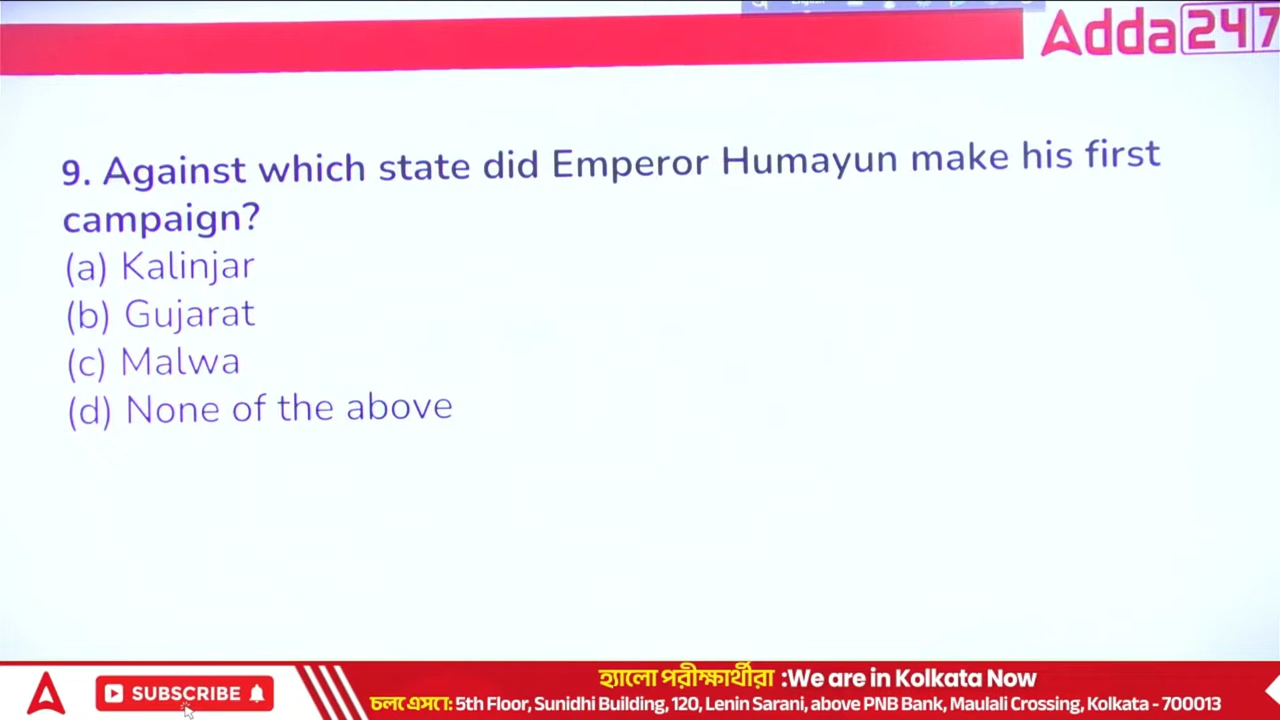 Adda247
9. Against which state did Emperor Humayun make his first
campaign?
(a) Kalinjar
(b) Gujarat
(c) Malwa
(d) None of the above
SUBSCRIBE
হ্যালো পরীক্ষার্থীরা :We are in Kolkata Now
চলে এসো: 5th Floor, Sunidhi Building, 120, Lenin Sarani, above PNB Bank, Maulali Crossing, Kolkata - 700013